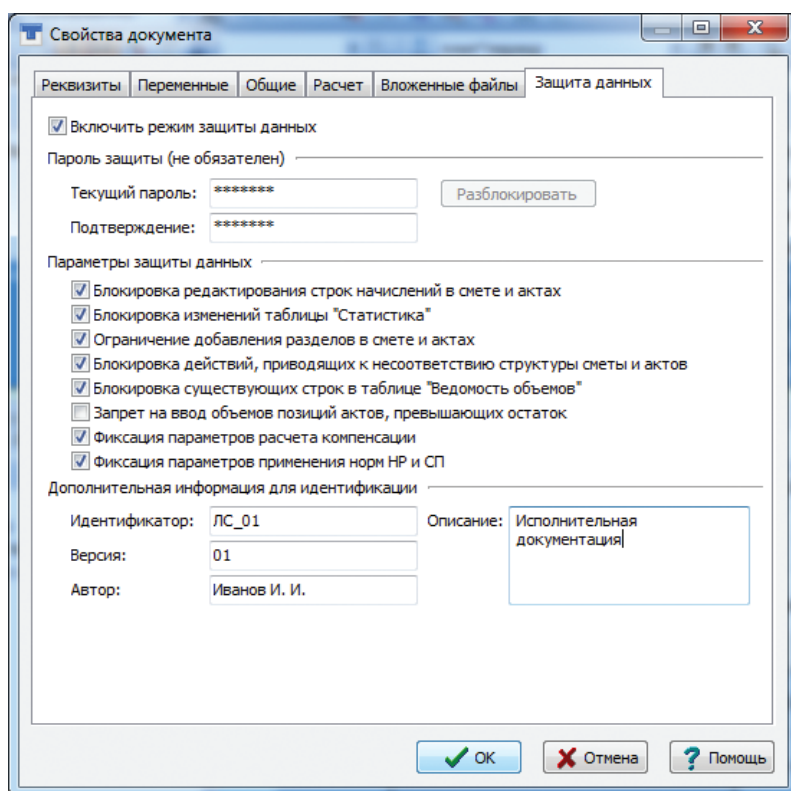 Свойства документа
Реквизиты Переменные Общие Расчет Вложенные файлы Защита данных
Включить режим защиты данных
Пароль защиты (не обязателен)
Текущий пароль: ******* Разблокировать
Подтверждение: *******
Параметры защиты данных
Блокировка редактирования строк начислений в смете и актах
Блокировка изменений таблицы "Статистика"
Ограничение добавления разделов в смете и актах
Блокировка действий, приводящих к несоответствию структуры сметы и актов
Блокировка существующих строк в таблице "Ведомость объемов"
Запрет на ввод объемов позиций актов, превышающих остаток
Фиксация параметров расчета компенсации
Фиксация параметров применения норм НР и СП
Дополнительная информация для идентификации
Идентификатор: ЛС_01 Описание: Исполнительная
документация
Версия: 01
Автор: Иванов И. И.
OK Отмена ? Помощь